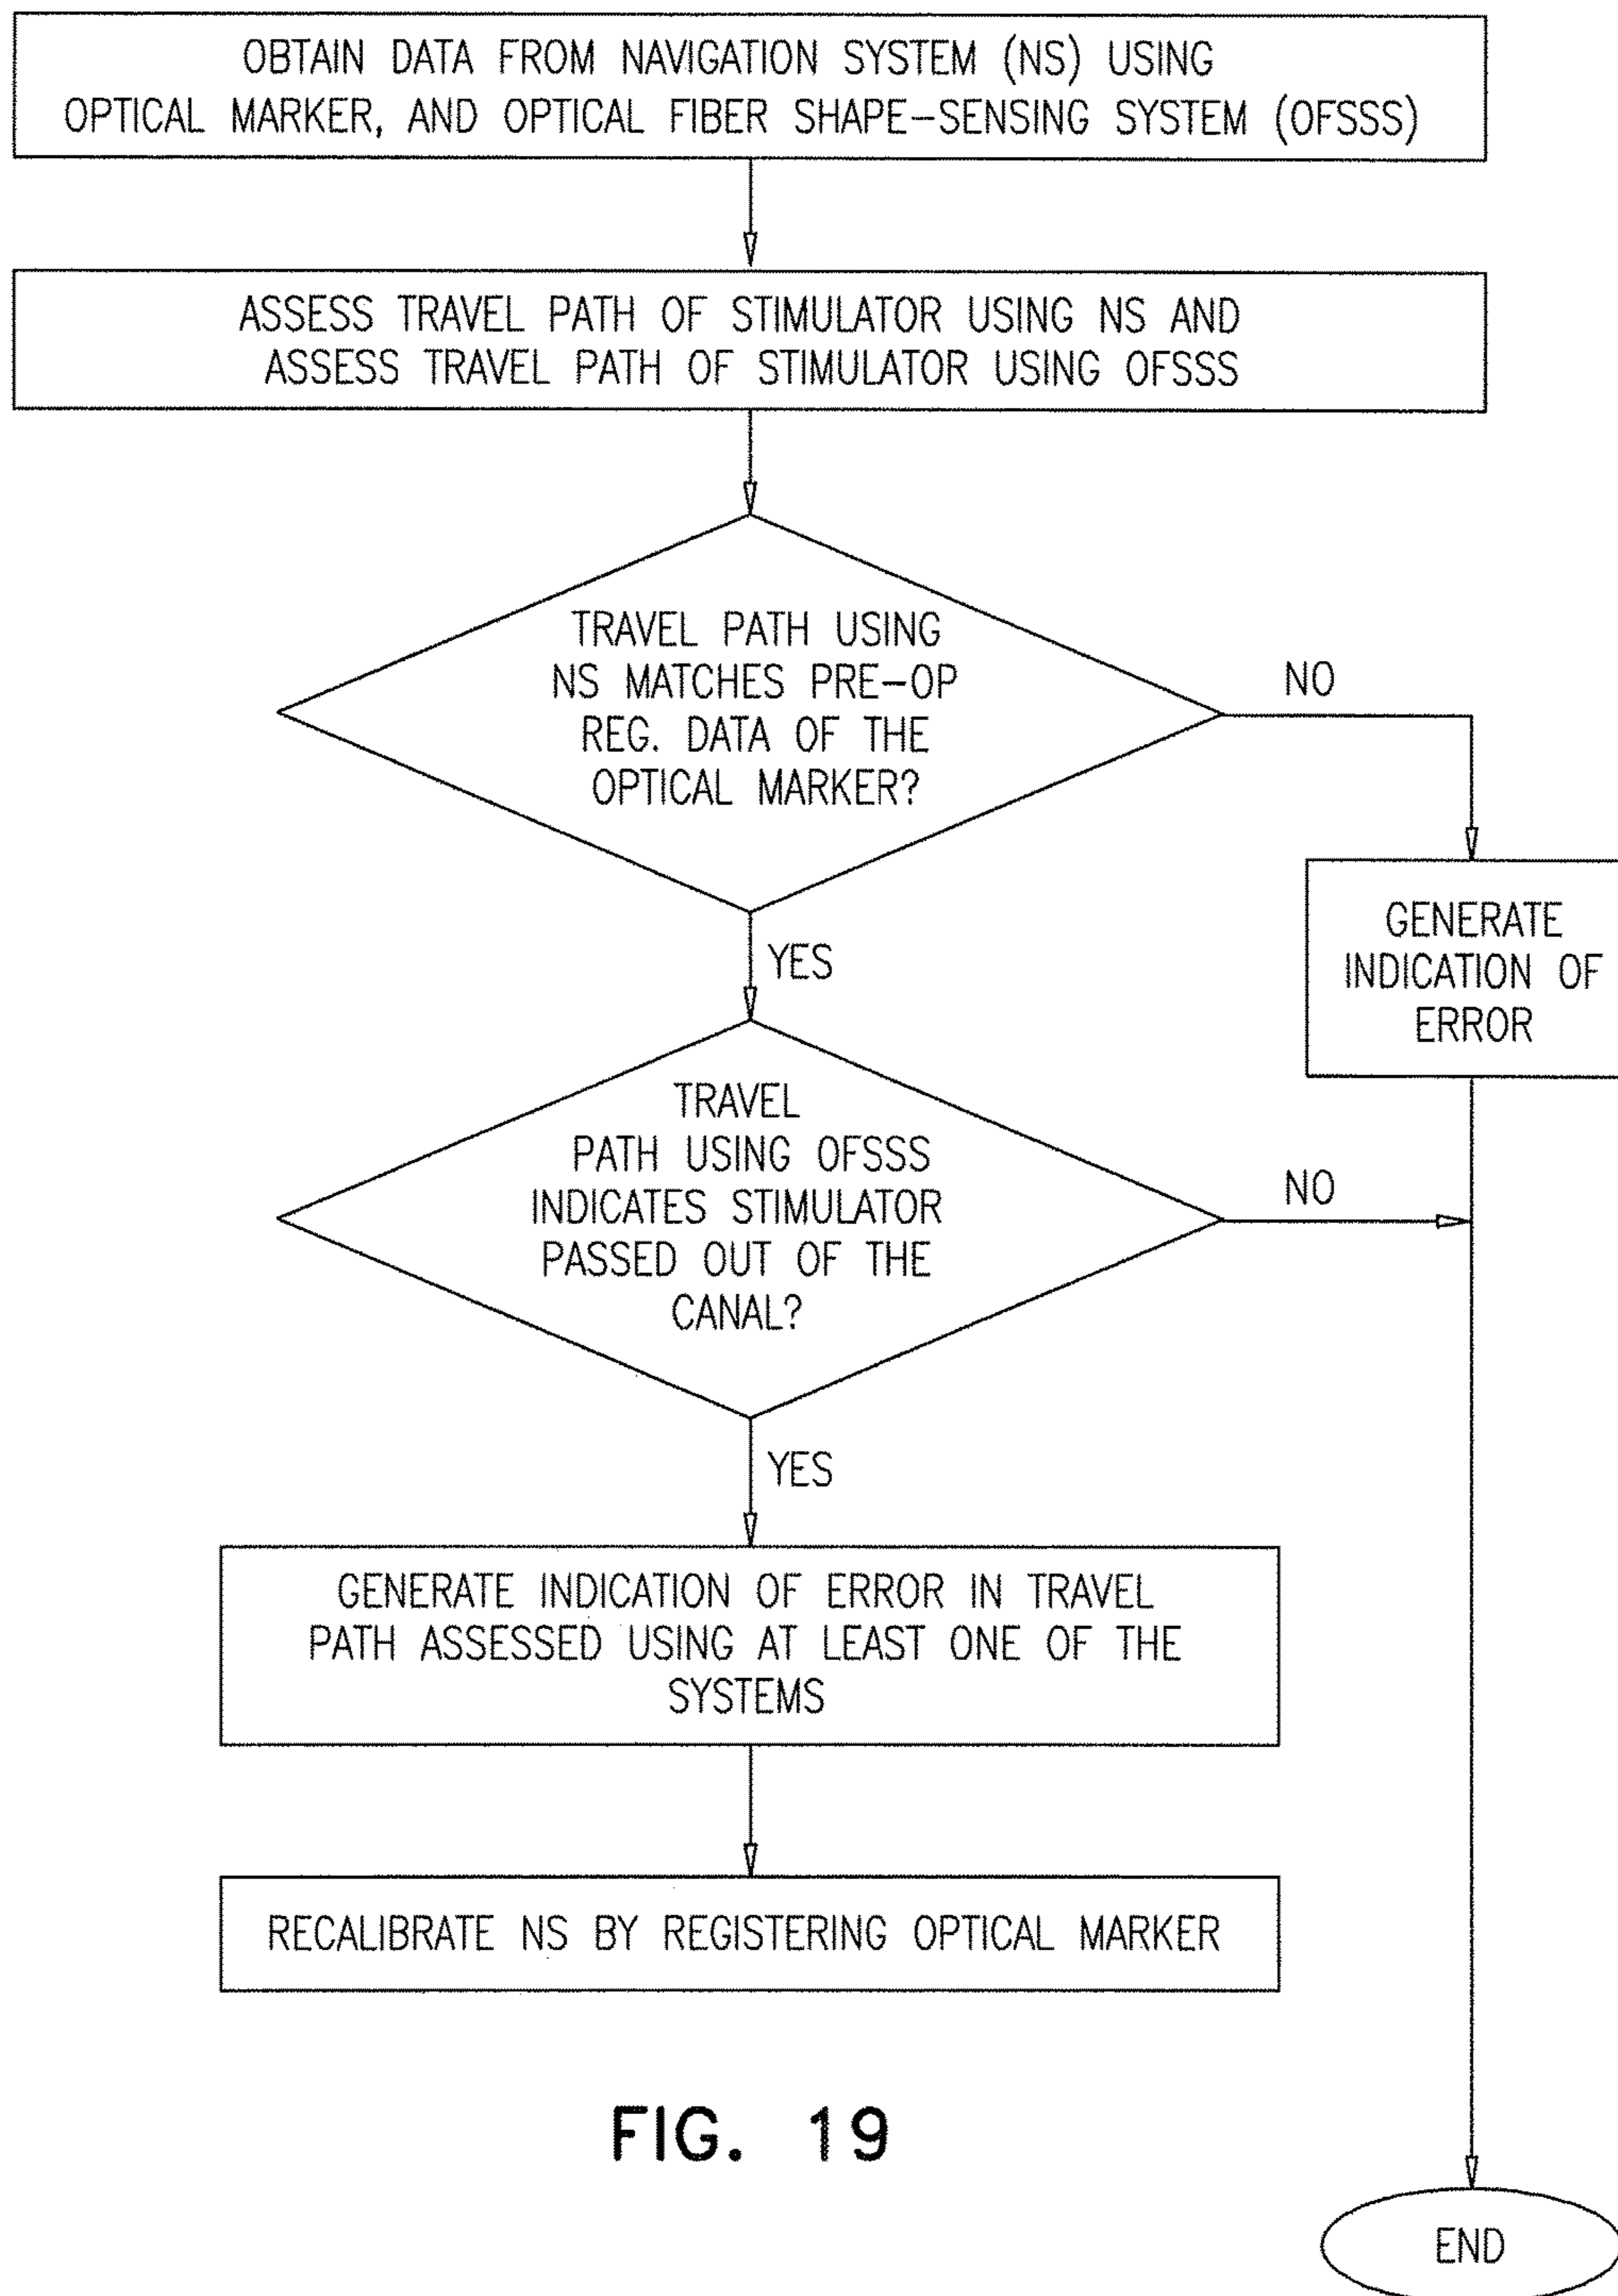 OBTAIN DATA FROM NAVIGATION SYSTEM (NS) USING
OPTICAL MARKER, AND OPTICAL FIBER SHAPE-SENSING SYSTEM (OFSSS)
ASSESS TRAVEL PATH OF STIMULATOR USING NS AND
ASSESS TRAVEL PATH OF STIMULATOR USING OFSSS
TRAVEL PATH USING
NS MATCHES PRE-OP
REG. DATA OF THE
OPTICAL MARKER?
NO
GENERATE
INDICATION OF
ERROR
YES
TRAVEL
PATH USING OFSSS
INDICATES STIMULATOR
PASSED OUT OF THE
CANAL?
NO
YES
GENERATE INDICATION OF ERROR IN TRAVEL
PATH ASSESSED USING AT LEAST ONE OF THE
SYSTEMS
RECALIBRATE NS BY REGISTERING OPTICAL MARKER
FIG. 19
END